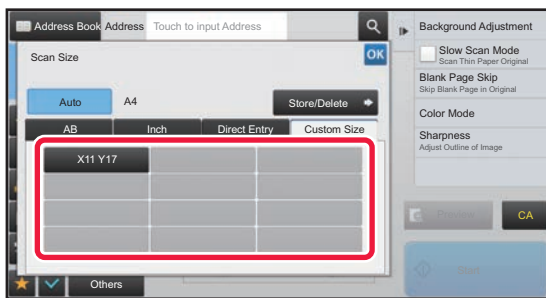 Address Book
Address
Touch to input Address
Scan Size
OK
Auto
A4
Store/Delete
AB
Inch
Direct Entry
Custom Size
X11 Y17
Others
Background Adjustment
Slow Scan Mode
Scan Thin Paper Original
Blank Page Skip
Skip Blank Page in Original
Color Mode
Sharpness
Adjust Outline of Image
Preview
CA
Start